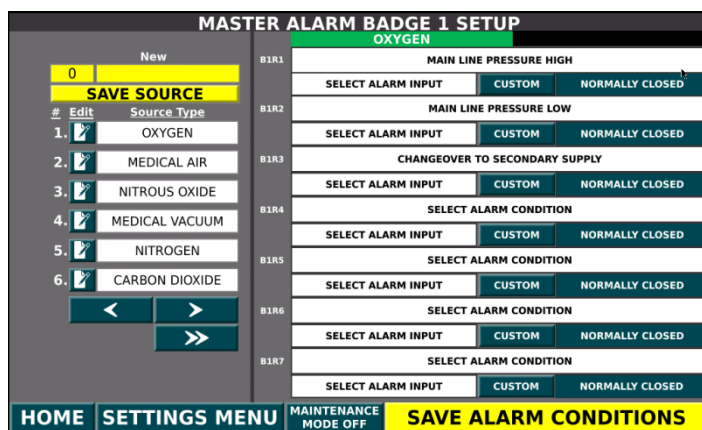 MASTER ALARM BADGE 1 SETUP
New
0
SAVE SOURCE
# Edit Source Type
1. OXYGEN
2. MEDICAL AIR
3. NITROUS OXIDE
4. MEDICAL VACUUM
5. NITROGEN
6. CARBON DIOXIDE
< >
>>
OXYGEN
B1R1 MAIN LINE PRESSURE HIGH
SELECT ALARM INPUT CUSTOM NORMALLY CLOSED
B1R2 MAIN LINE PRESSURE LOW
SELECT ALARM INPUT CUSTOM NORMALLY CLOSED
B1R3 CHANGEOVER TO SECONDARY SUPPLY
SELECT ALARM INPUT CUSTOM NORMALLY CLOSED
B1R4 SELECT ALARM CONDITION
SELECT ALARM INPUT CUSTOM NORMALLY CLOSED
B1R5 SELECT ALARM CONDITION
SELECT ALARM INPUT CUSTOM NORMALLY CLOSED
B1R6 SELECT ALARM CONDITION
SELECT ALARM INPUT CUSTOM NORMALLY CLOSED
B1R7 SELECT ALARM CONDITION
SELECT ALARM INPUT CUSTOM NORMALLY CLOSED
HOME SETTINGS MENU MAINTENANCE MODE OFF SAVE ALARM CONDITIONS